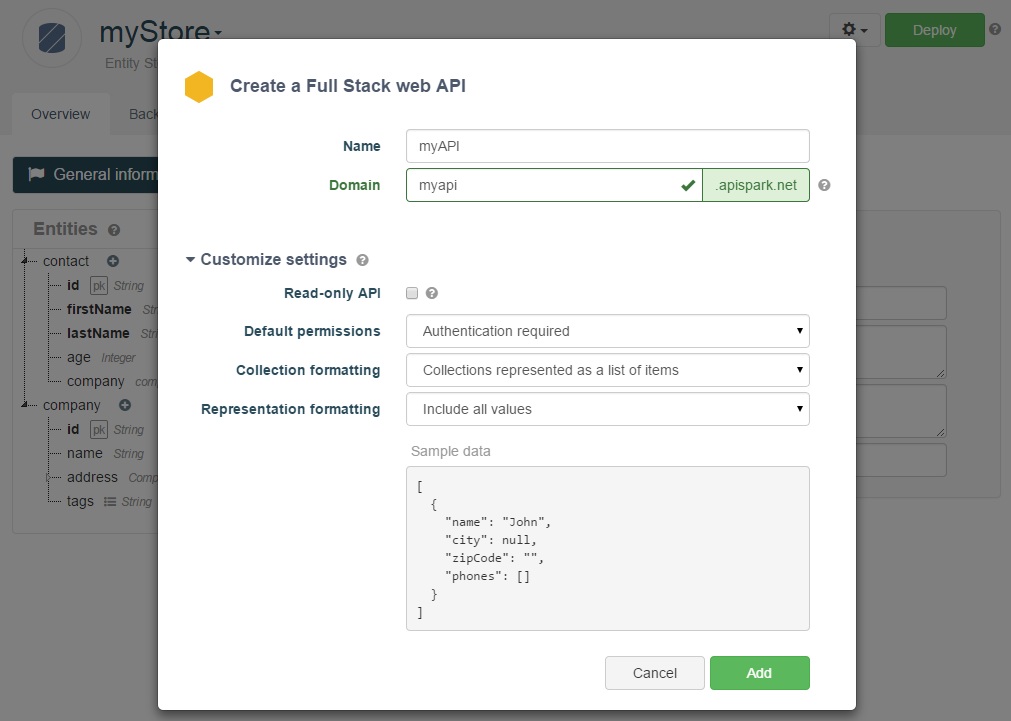 myStore
Deploy
Entity St
Overview
Back
General inform
Entities
contact
id pk String
firstName Str
lastName Stri
age Integer
company com
company
id pk String
name String
address Comp
tags String
Create a Full Stack web API
Name myAPI
Domain myapi .apispark.net
Customize settings
Read-only API
Default permissions Authentication required
Collection formatting Collections represented as a list of items
Representation formatting Include all values
Sample data
[
{
"name": "John",
"city": null,
"zipCode": "",
"phones": []
}
]
Cancel
Add